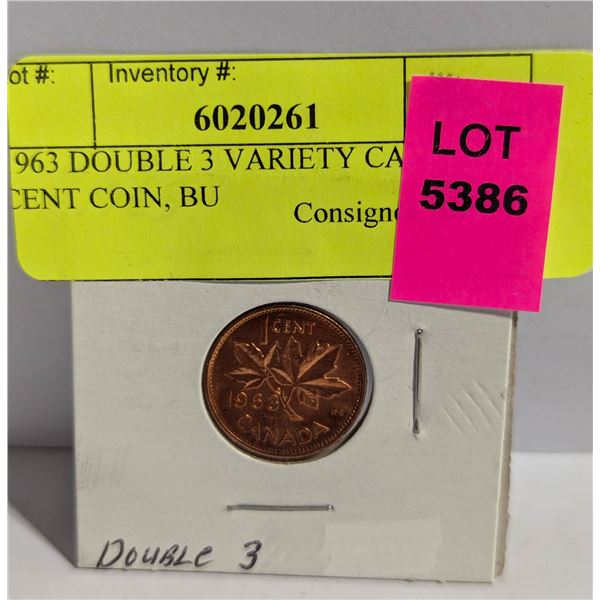 ot #:
Inventory #:
6020261
963 DOUBLE 3 VARIETY CA
CENT COIN, BU
Consigno
LOT
5386
1 CENT
1963
K·G
CANADA
DOUBLE 3